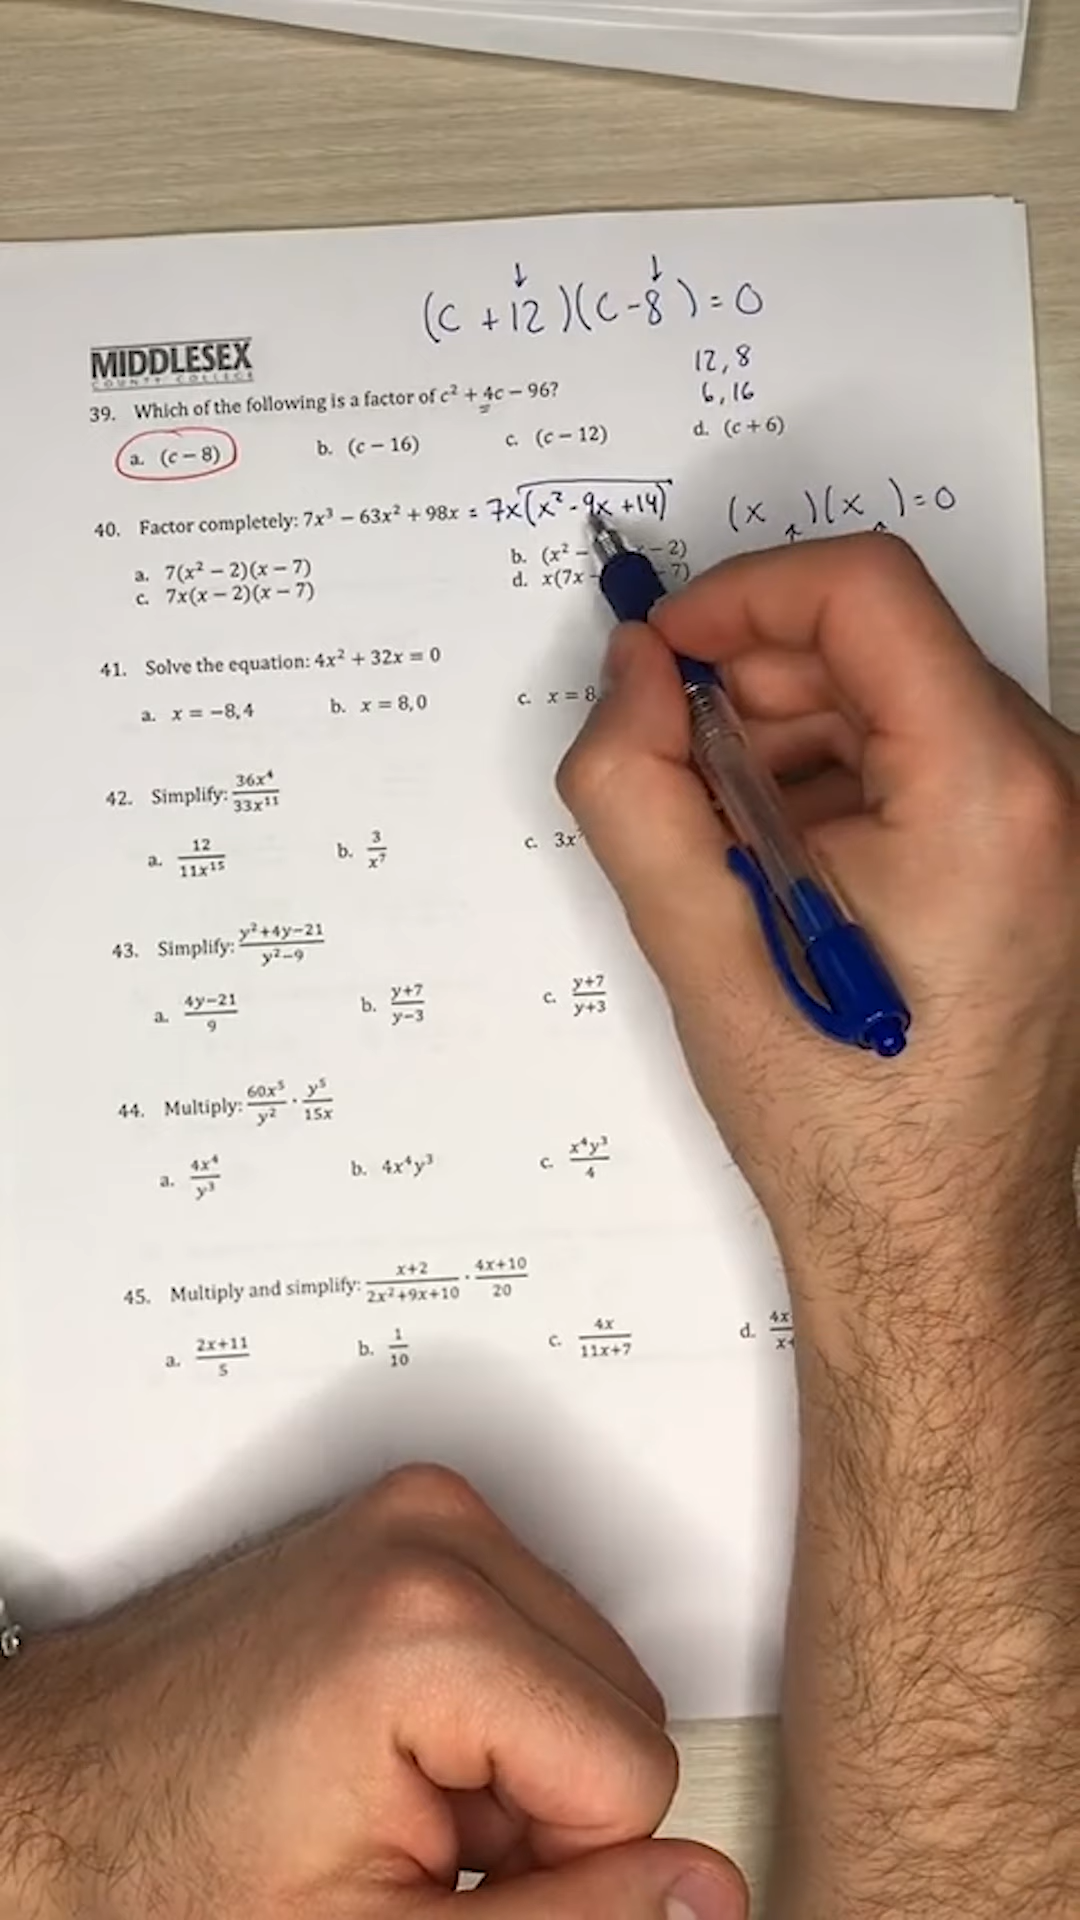 (c + 12)(c - 8) = 0
MIDDLESEX
COUNTY COLLEGE
12, 8
6, 16
39. Which of the following is a factor of c² + 4c − 96?
a. (c − 8) b. (c − 16) c. (c − 12) d. (c + 6)
40. Factor completely: 7x³ − 63x² + 98x = 7x(x² - 9x + 14) (x )(x ) = 0
a. 7(x² − 2)(x − 7) b. (x² − − 2)
c. 7x(x − 2)(x − 7) d. x(7x − 7)
41. Solve the equation: 4x² + 32x = 0
a. x = −8, 4 b. x = 8, 0 c. x = 8
42. Simplify: 36x⁴/33x¹¹
a. 12/11x¹⁵ b. 3/x⁷ c. 3x
43. Simplify: y²+4y−21/y²−9
a. 4y−21/9 b. y+7/y−3 c. y+7/y+3
44. Multiply: 60x⁵/y² · y⁵/15x
a. 4x⁴/y³ b. 4x⁴y³ c. x⁴y³/4
45. Multiply and simplify: x+2/2x²+9x+10 · 4x+10/20
a. 2x+11/5 b. 1/10 c. 4x/11x+7 d. 4x/x+